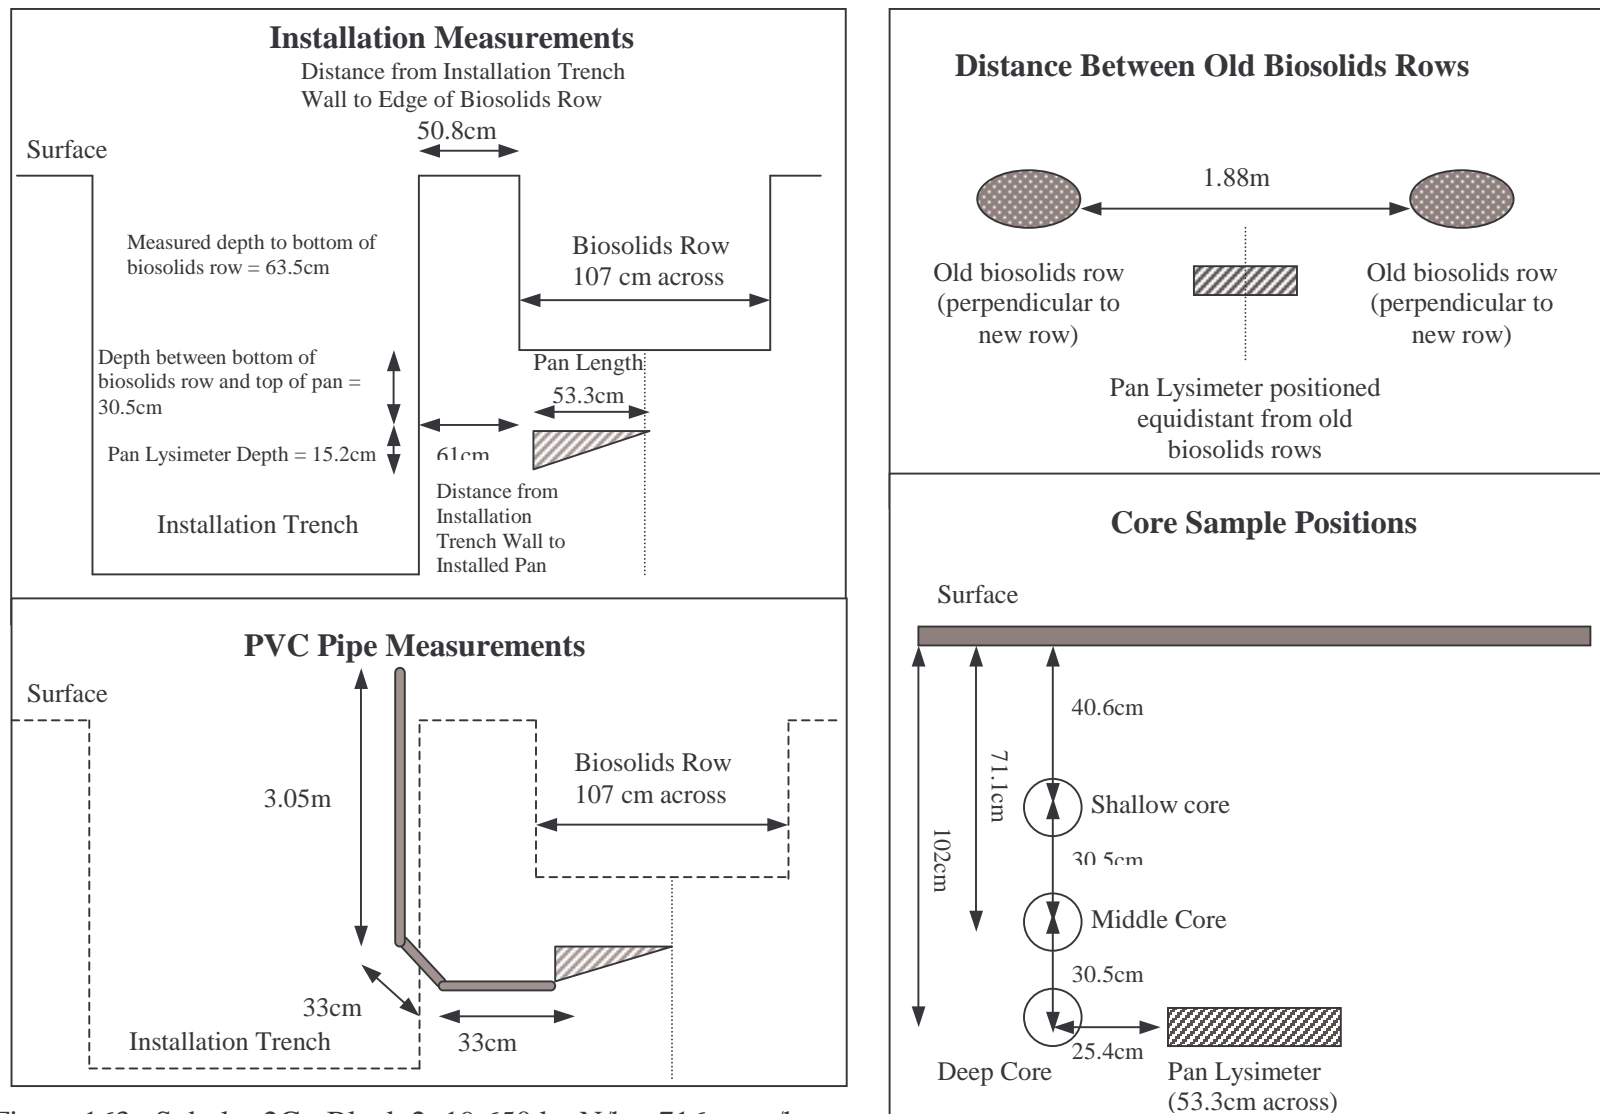 Installation Measurements
Distance from Installation Trench
Wall to Edge of Biosolids Row
50.8cm
Surface
Measured depth to bottom of
biosolids row = 63.5cm
Biosolids Row
107 cm across
Depth between bottom of
biosolids row and top of pan =
30.5cm
Pan Length
53.3cm
Pan Lysimeter Depth = 15.2cm
61cm
Distance from
Installation
Trench Wall to
Installed Pan
Installation Trench
PVC Pipe Measurements
Surface
3.05m
Biosolids Row
107 cm across
33cm
33cm
Installation Trench
Distance Between Old Biosolids Rows
1.88m
Old biosolids row
(perpendicular to
new row)
Old biosolids row
(perpendicular to
new row)
Pan Lysimeter positioned
equidistant from old
biosolids rows
Core Sample Positions
Surface
40.6cm
71.1cm
102cm
Shallow core
30.5cm
Middle Core
30.5cm
25.4cm
Deep Core
Pan Lysimeter
(53.3cm across)